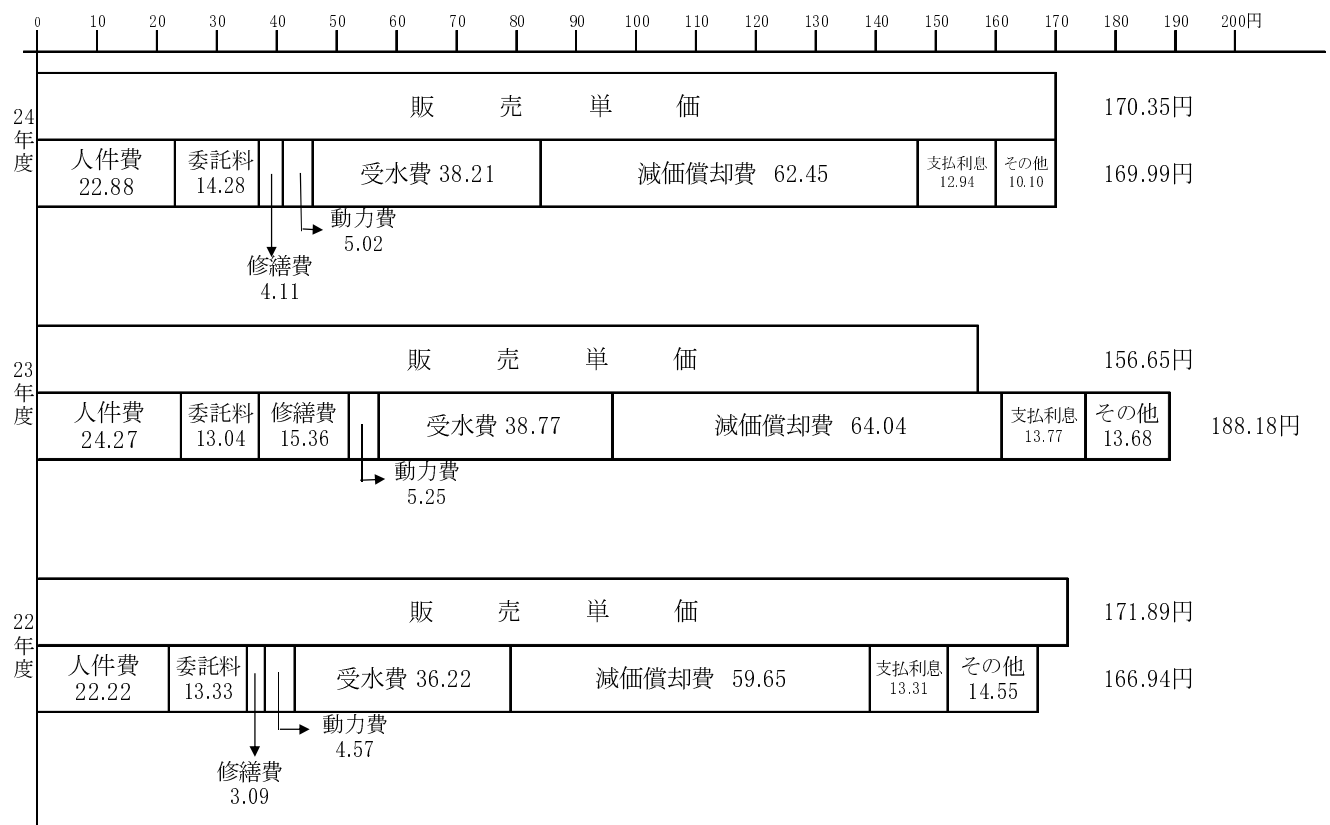 0 10 20 30 40 50 60 70 80 90 100 110 120 130 140 150 160 170 180 190 200円
24年度
販売単価
170.35円
人件費
22.88
委託料
14.28
受水費 38.21
減価償却費 62.45
支払利息
12.94
その他
10.10
169.99円
動力費
5.02
修繕費
4.11
23年度
販売単価
156.65円
人件費
24.27
委託料
13.04
修繕費
15.36
受水費 38.77
減価償却費 64.04
支払利息
13.77
その他
13.68
188.18円
動力費
5.25
22年度
販売単価
171.89円
人件費
22.22
委託料
13.33
受水費 36.22
減価償却費 59.65
支払利息
13.31
その他
14.55
166.94円
動力費
4.57
修繕費
3.09